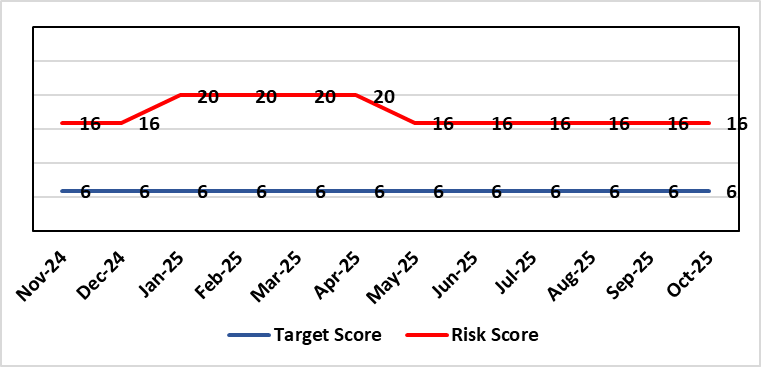 20 20 20 20
16 16 16 16 16 16 16 16
6 6 6 6 6 6 6 6 6 6 6 6
Nov-24 Dec-24 Jan-25 Feb-25 Mar-25 Apr-25 May-25 Jun-25 Jul-25 Aug-25 Sep-25 Oct-25
Target Score Risk Score